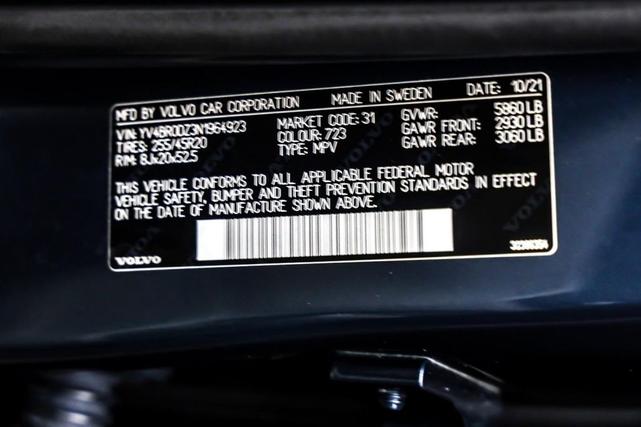 MFD BY VOLVO CAR CORPORATION MADE IN SWEDEN DATE: 10/21
VIN: YV4BR0DZ3N1964923 MARKET CODE: 31 GVWR: 5860 LB
TIRES: 255/45R20 COLOUR: 723 GAWR FRONT: 2930 LB
RIM: 8Jx20x52.5 TYPE: MPV GAWR REAR: 3060 LB
THIS VEHICLE CONFORMS TO ALL APPLICABLE FEDERAL MOTOR
VEHICLE SAFETY, BUMPER AND THEFT PREVENTION STANDARDS IN EFFECT
ON THE DATE OF MANUFACTURE SHOWN ABOVE.
VOLVO